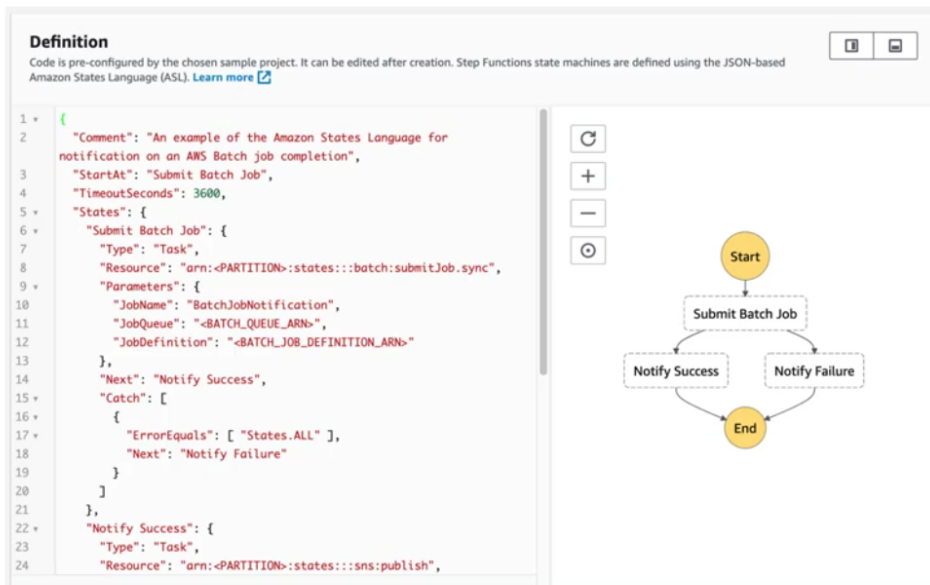 Definition
Code is pre-configured by the chosen sample project. It can be edited after creation. Step Functions state machines are defined using the JSON-based
Amazon States Language (ASL). Learn more
1 {
2 "Comment": "An example of the Amazon States Language for
notification on an AWS Batch job completion",
3 "StartAt": "Submit Batch Job",
4 "TimeoutSeconds": 3600,
5 "States": {
6 "Submit Batch Job": {
7 "Type": "Task",
8 "Resource": "arn:<PARTITION>:states:::batch:submitJob.sync",
9 "Parameters": {
10 "JobName": "BatchJobNotification",
11 "JobQueue": "<BATCH_QUEUE_ARN>",
12 "JobDefinition": "<BATCH_JOB_DEFINITION_ARN>"
13 },
14 "Next": "Notify Success",
15 "Catch": [
16 {
17 "ErrorEquals": [ "States.ALL" ],
18 "Next": "Notify Failure"
19 }
20 ]
21 },
22 "Notify Success": {
23 "Type": "Task",
24 "Resource": "arn:<PARTITION>:states:::sns:publish",
Start
Submit Batch Job
Notify Success
Notify Failure
End